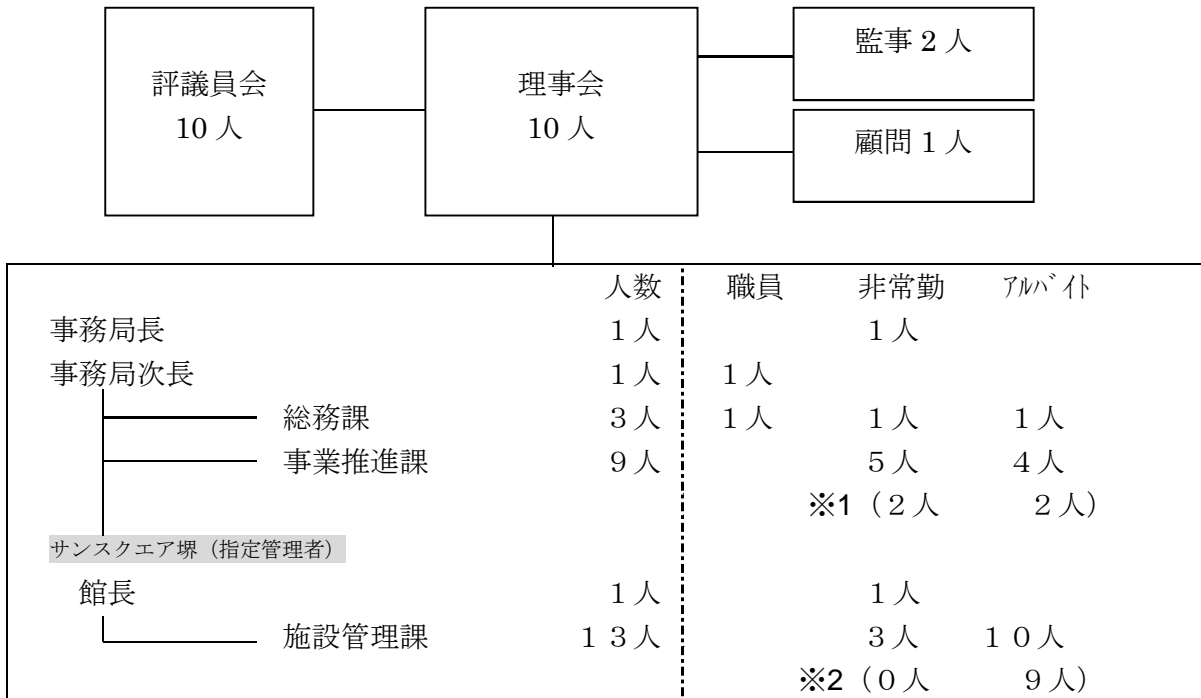 評議員会
10 人
理事会
10 人
監事 2 人
顧問 1 人
人数 職員 非常勤 ｱﾙﾊﾞｲﾄ
事務局長 1人 1人
事務局次長 1人 1人
総務課 3人 1人 1人 1人
事業推進課 9人 5人 4人
※1（2人 2人）
サンスクエア堺（指定管理者）
館長 1人 1人
施設管理課 13人 3人 10人
※2（0人 9人）